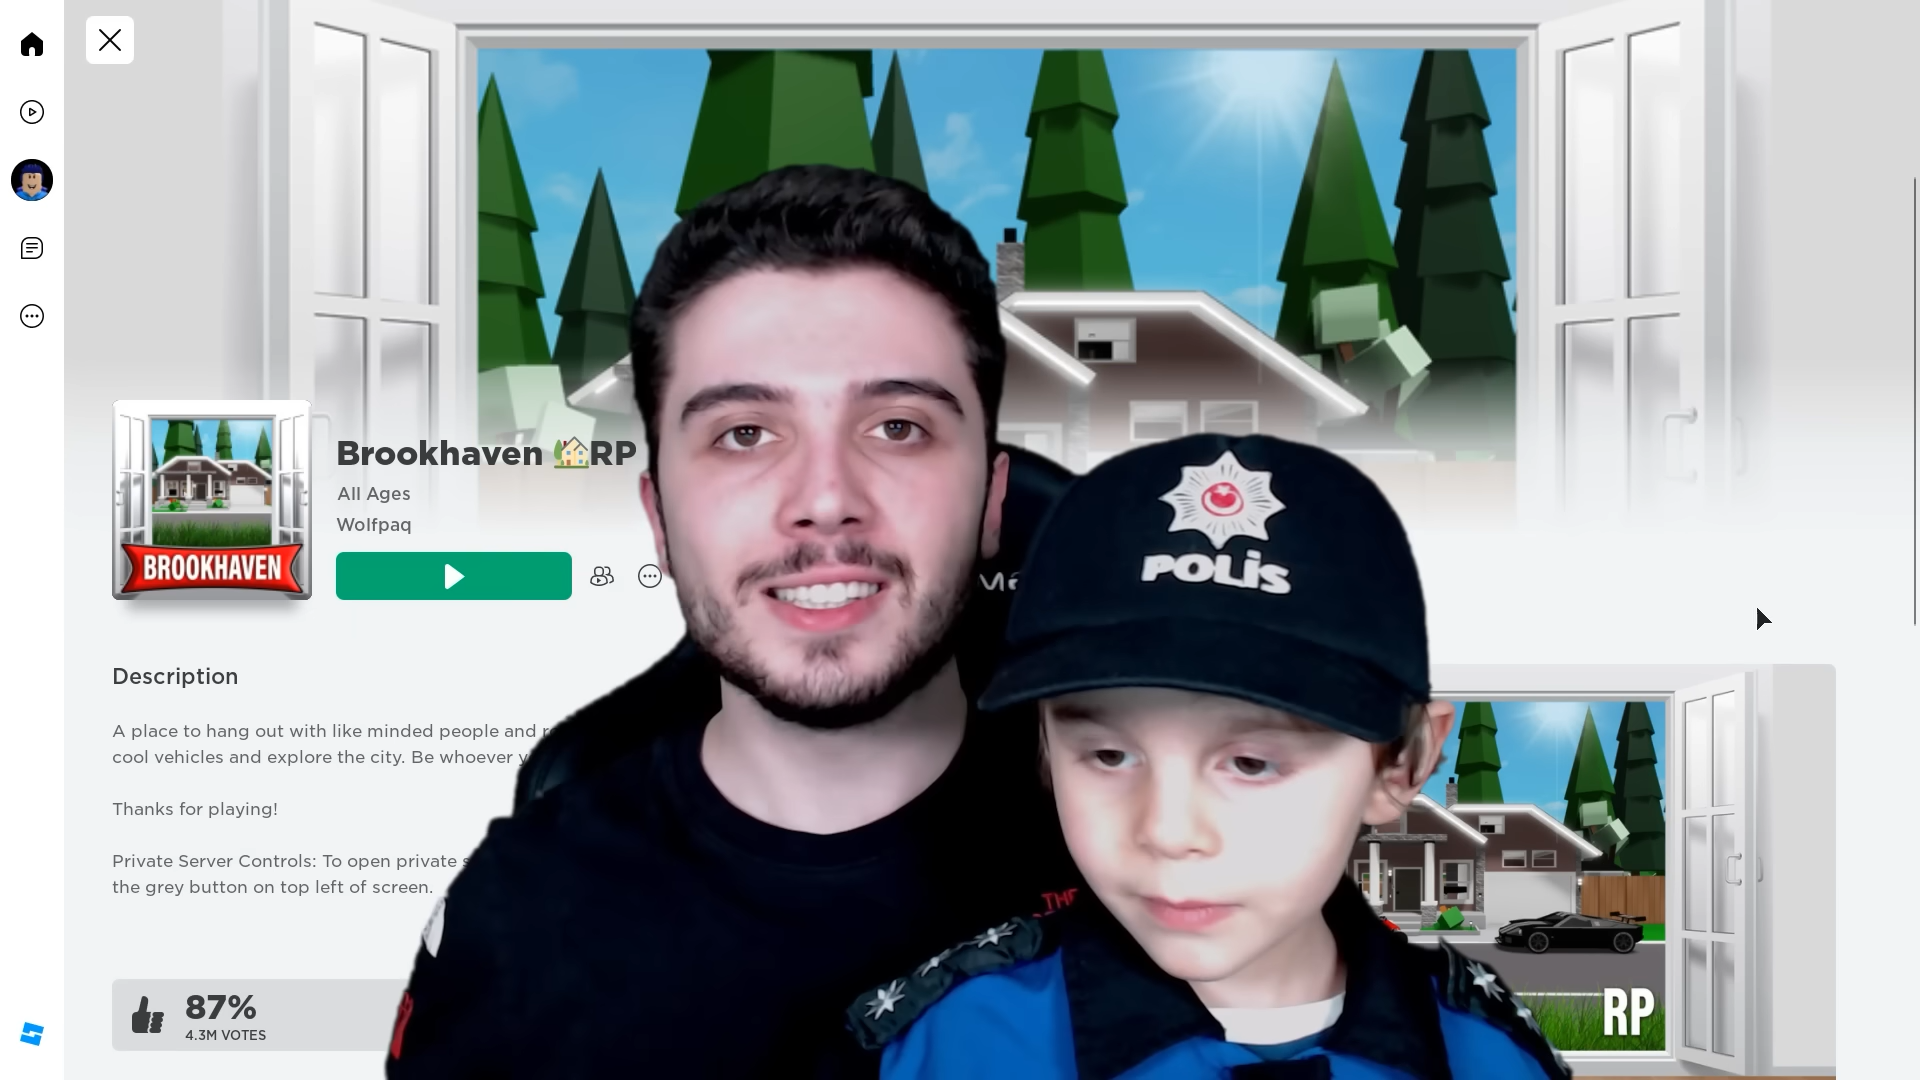 Brookhaven 🏡RP
All Ages
Wolfpaq
BROOKHAVEN
POLİS
Description
A place to hang out with like minded people and
cool vehicles and explore the city. Be whoever
Thanks for playing!
Private Server Controls: To open private
the grey button on top left of screen.
THE
87%
4.3M VOTES
RP